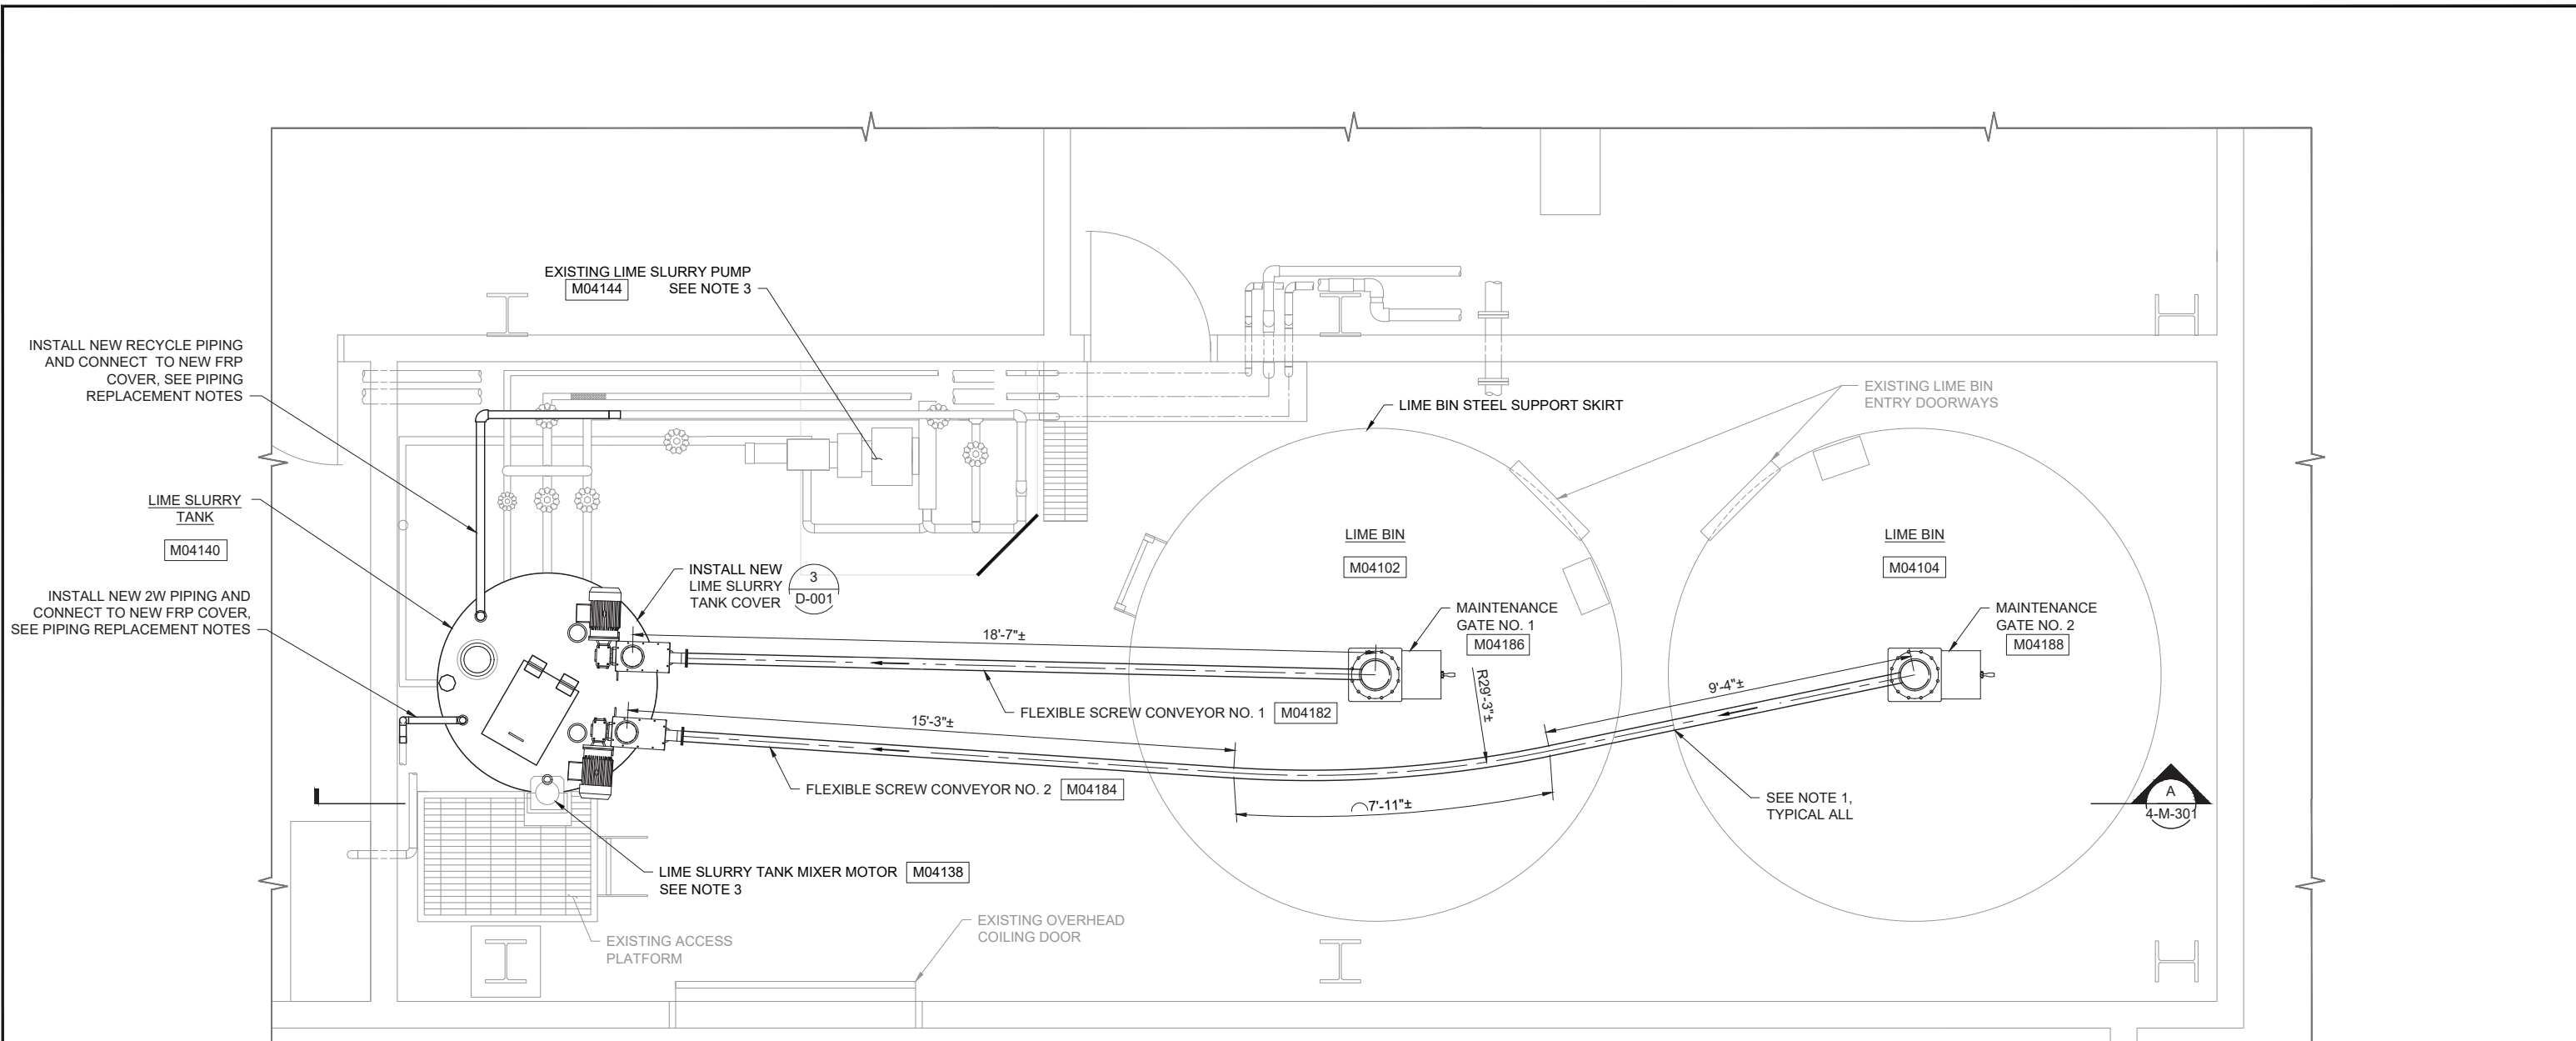 EXISTING LIME SLURRY PUMP
M04144 SEE NOTE 3
INSTALL NEW RECYCLE PIPING
AND CONNECT TO NEW FRP
COVER, SEE PIPING
REPLACEMENT NOTES
EXISTING LIME BIN
ENTRY DOORWAYS
LIME BIN STEEL SUPPORT SKIRT
LIME SLURRY
TANK
M04140
LIME BIN
M04102
LIME BIN
M04104
INSTALL NEW
LIME SLURRY
TANK COVER
3
D-001
INSTALL NEW 2W PIPING AND
CONNECT TO NEW FRP COVER,
SEE PIPING REPLACEMENT NOTES
MAINTENANCE
GATE NO. 1
M04186
MAINTENANCE
GATE NO. 2
M04188
18'-7"±
R29'-3"±
9'-4"±
FLEXIBLE SCREW CONVEYOR NO. 1 M04182
15'-3"±
FLEXIBLE SCREW CONVEYOR NO. 2 M04184
7'-11"±
SEE NOTE 1,
TYPICAL ALL
A
4-M-301
LIME SLURRY TANK MIXER MOTOR M04138
SEE NOTE 3
EXISTING OVERHEAD
COILING DOOR
EXISTING ACCESS
PLATFORM